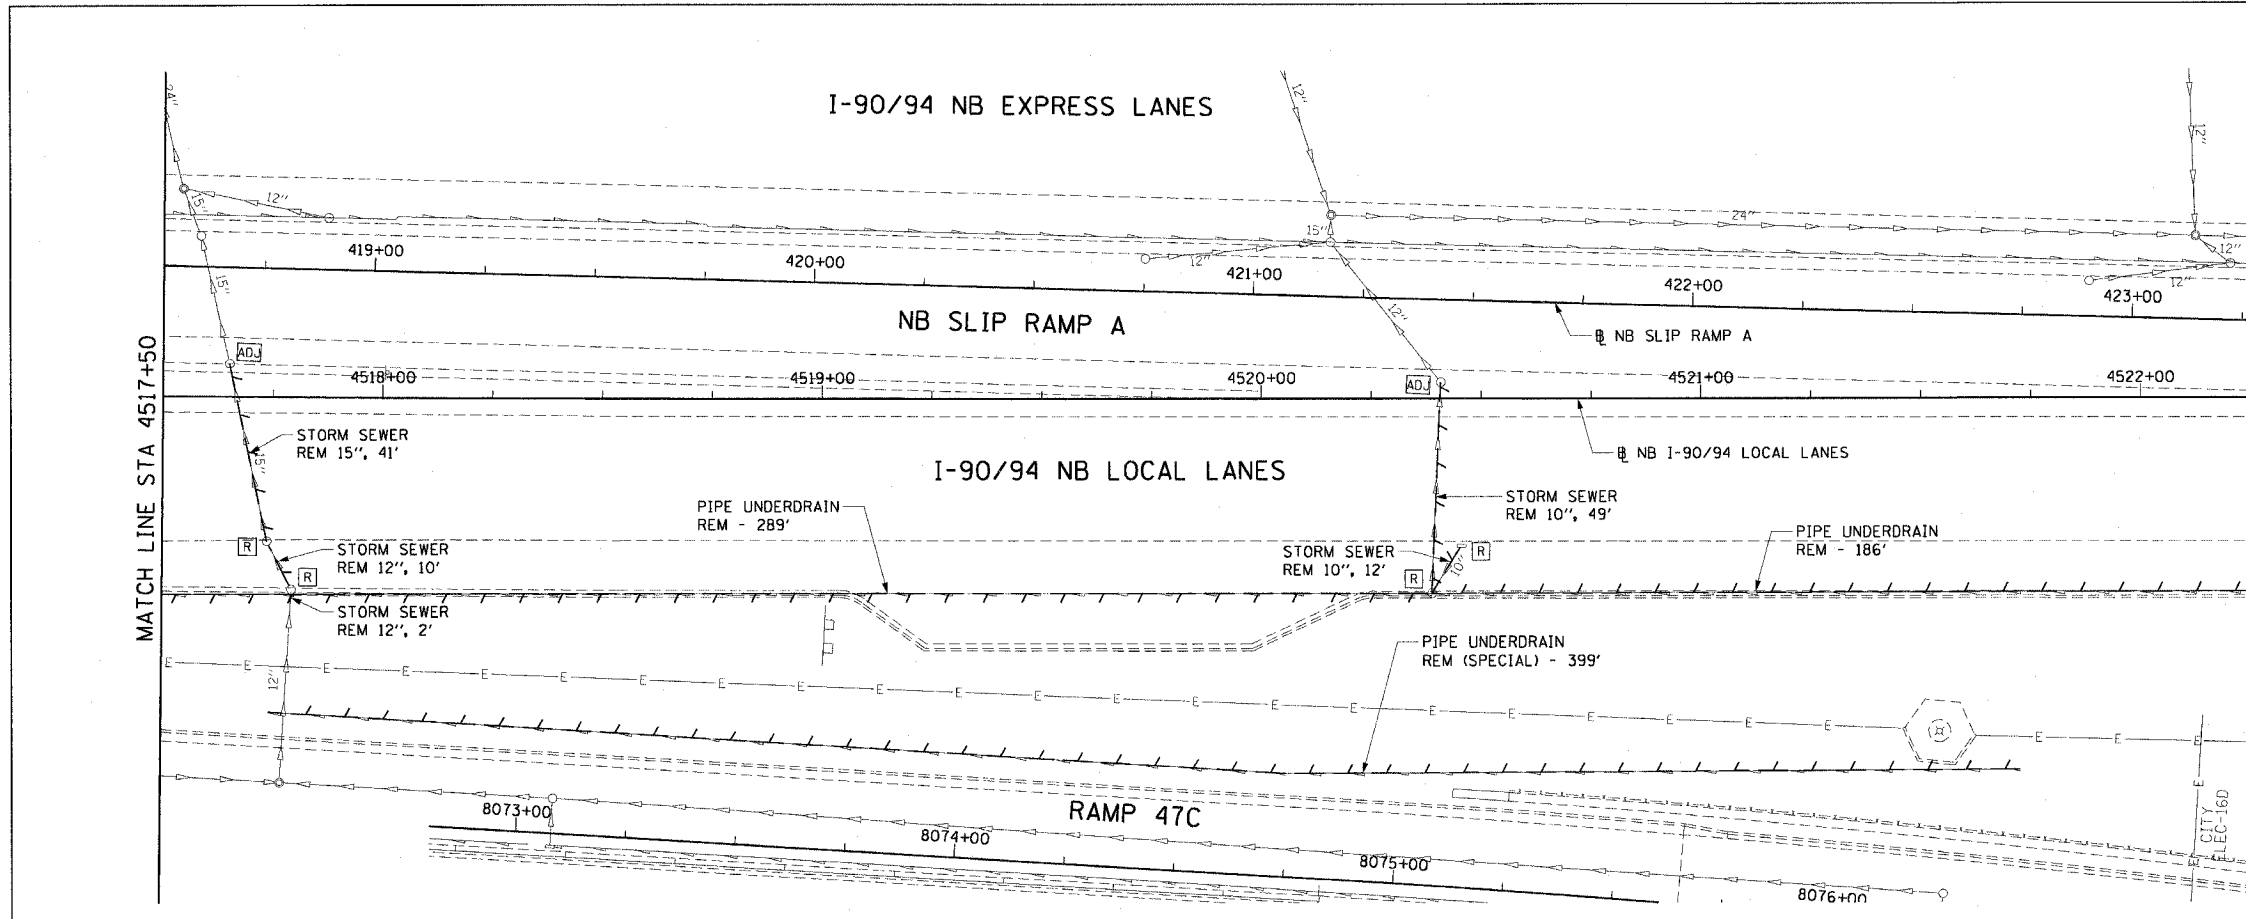 I-90/94 NB EXPRESS LANES
24"
12"
12"
15"
12"
24"
15"
12"
12"
12"
419+00
420+00
421+00
422+00
423+00
15"
12"
NB SLIP RAMP A
℄ NB SLIP RAMP A
MATCH LINE STA 4517+50
ADJ
ADJ
4518+00
4519+00
4520+00
4521+00
4522+00
STORM SEWER
REM 15", 41'
15"
I-90/94 NB LOCAL LANES
℄ NB I-90/94 LOCAL LANES
PIPE UNDERDRAIN
REM - 289'
STORM SEWER
REM 10", 49'
PIPE UNDERDRAIN
REM - 186'
R
STORM SEWER
REM 12", 10'
R
STORM SEWER
REM 10", 12'
R
10"
R
STORM SEWER
REM 12", 2'
PIPE UNDERDRAIN
REM (SPECIAL) - 399'
E E E E E E E E E E E E E E E E E E E E E E E E E
12"
E
E
CITY
ELEC-16D
RAMP 47C
8073+00
8074+00
8075+00
8076+00